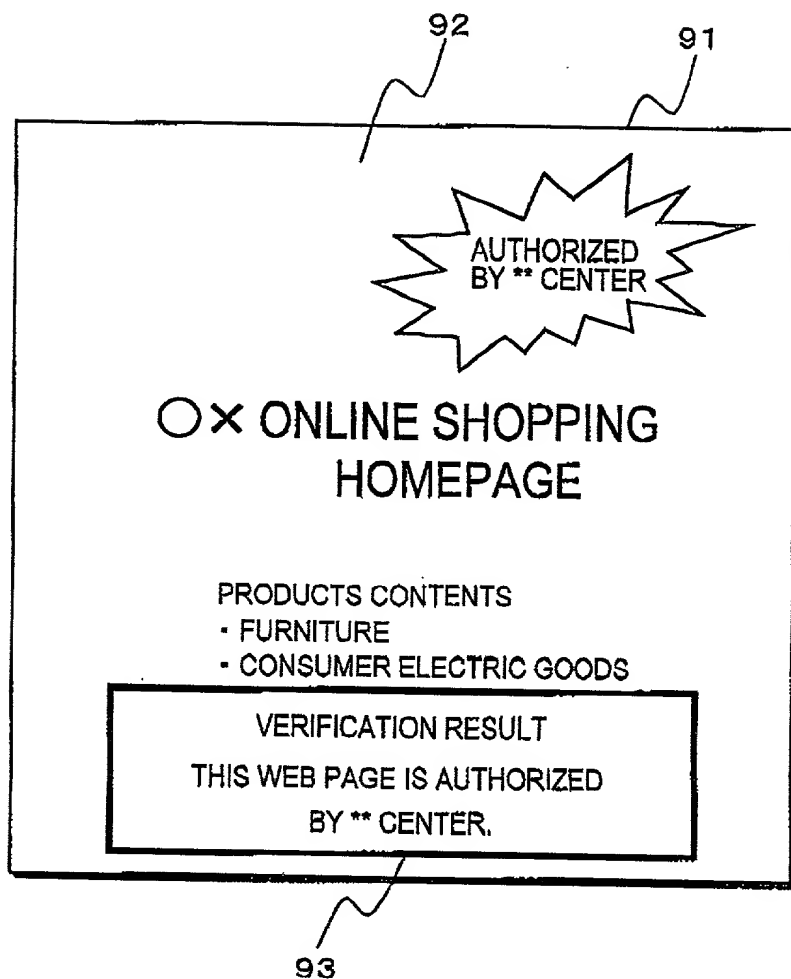 92
91
AUTHORIZED
BY ** CENTER
○× ONLINE SHOPPING
HOMEPAGE
PRODUCTS CONTENTS
- FURNITURE
- CONSUMER ELECTRIC GOODS
VERIFICATION RESULT
THIS WEB PAGE IS AUTHORIZED
BY ** CENTER.
93